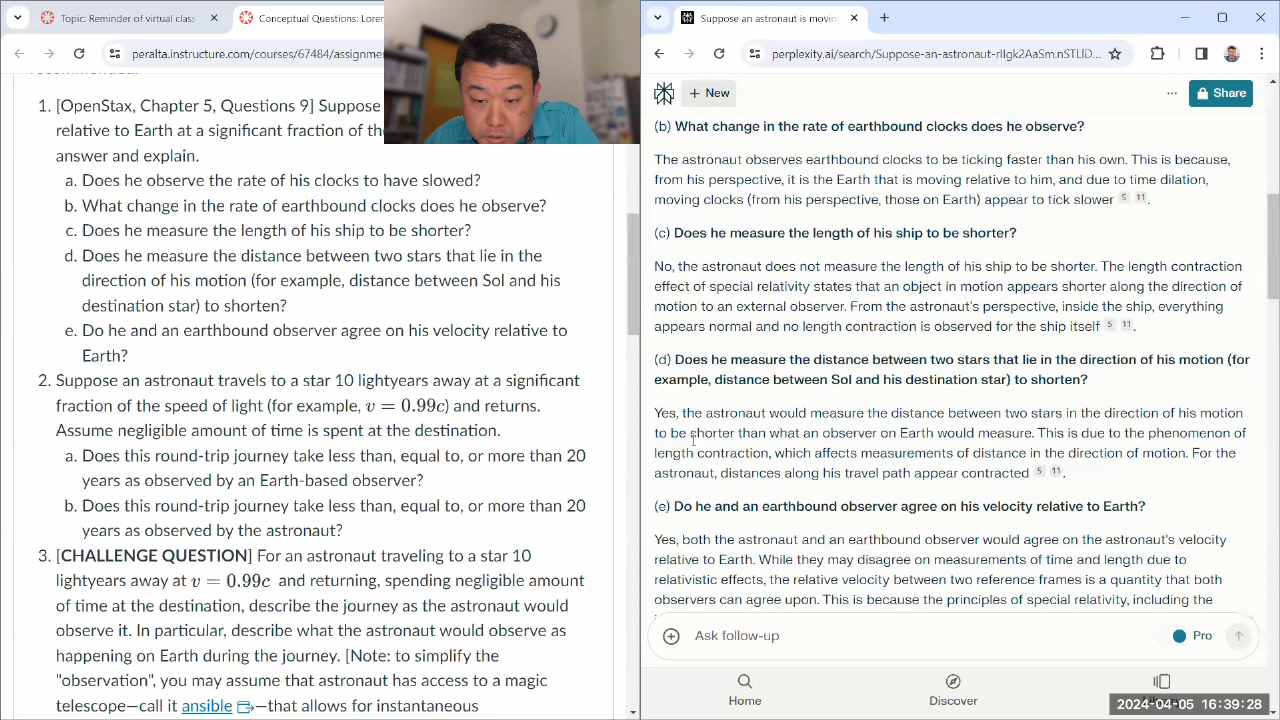 Topic: Reminder of virtual class
Conceptual Questions: Loren
peralta.instructure.com/courses/67484/assignme
1. [OpenStax, Chapter 5, Questions 9] Suppose
relative to Earth at a significant fraction of the
answer and explain.
a. Does he observe the rate of his clocks to have slowed?
b. What change in the rate of earthbound clocks does he observe?
c. Does he measure the length of his ship to be shorter?
d. Does he measure the distance between two stars that lie in the
direction of his motion (for example, distance between Sol and his
destination star) to shorten?
e. Do he and an earthbound observer agree on his velocity relative to
Earth?
2. Suppose an astronaut travels to a star 10 lightyears away at a significant
fraction of the speed of light (for example, v = 0.99c) and returns.
Assume negligible amount of time is spent at the destination.
a. Does this round-trip journey take less than, equal to, or more than 20
years as observed by an Earth-based observer?
b. Does this round-trip journey take less than, equal to, or more than 20
years as observed by the astronaut?
3. [CHALLENGE QUESTION] For an astronaut traveling to a star 10
lightyears away at v = 0.99c and returning, spending negligible amount
of time at the destination, describe the journey as the astronaut would
observe it. In particular, describe what the astronaut would observe as
happening on Earth during the journey. [Note: to simplify the
"observation", you may assume that astronaut has access to a magic
telescope—call it ansible—that allows for instantaneous
Suppose an astronaut is movin
perplexity.ai/search/Suppose-an-astronaut-rIIgk2AaSm.nSTLID...
New
Share
(b) What change in the rate of earthbound clocks does he observe?
The astronaut observes earthbound clocks to be ticking faster than his own. This is because,
from his perspective, it is the Earth that is moving relative to him, and due to time dilation,
moving clocks (from his perspective, those on Earth) appear to tick slower 5 11.
(c) Does he measure the length of his ship to be shorter?
No, the astronaut does not measure the length of his ship to be shorter. The length contraction
effect of special relativity states that an object in motion appears shorter along the direction of
motion to an external observer. From the astronaut's perspective, inside the ship, everything
appears normal and no length contraction is observed for the ship itself 5 11.
(d) Does he measure the distance between two stars that lie in the direction of his motion (for
example, distance between Sol and his destination star) to shorten?
Yes, the astronaut would measure the distance between two stars in the direction of his motion
to be shorter than what an observer on Earth would measure. This is due to the phenomenon of
length contraction, which affects measurements of distance in the direction of motion. For the
astronaut, distances along his travel path appear contracted 5 11.
(e) Do he and an earthbound observer agree on his velocity relative to Earth?
Yes, both the astronaut and an earthbound observer would agree on the astronaut's velocity
relative to Earth. While they may disagree on measurements of time and length due to
relativistic effects, the relative velocity between two reference frames is a quantity that both
observers can agree upon. This is because the principles of special relativity, including the
Ask follow-up
Pro
Home
Discover
2024-04-05 16:39:28